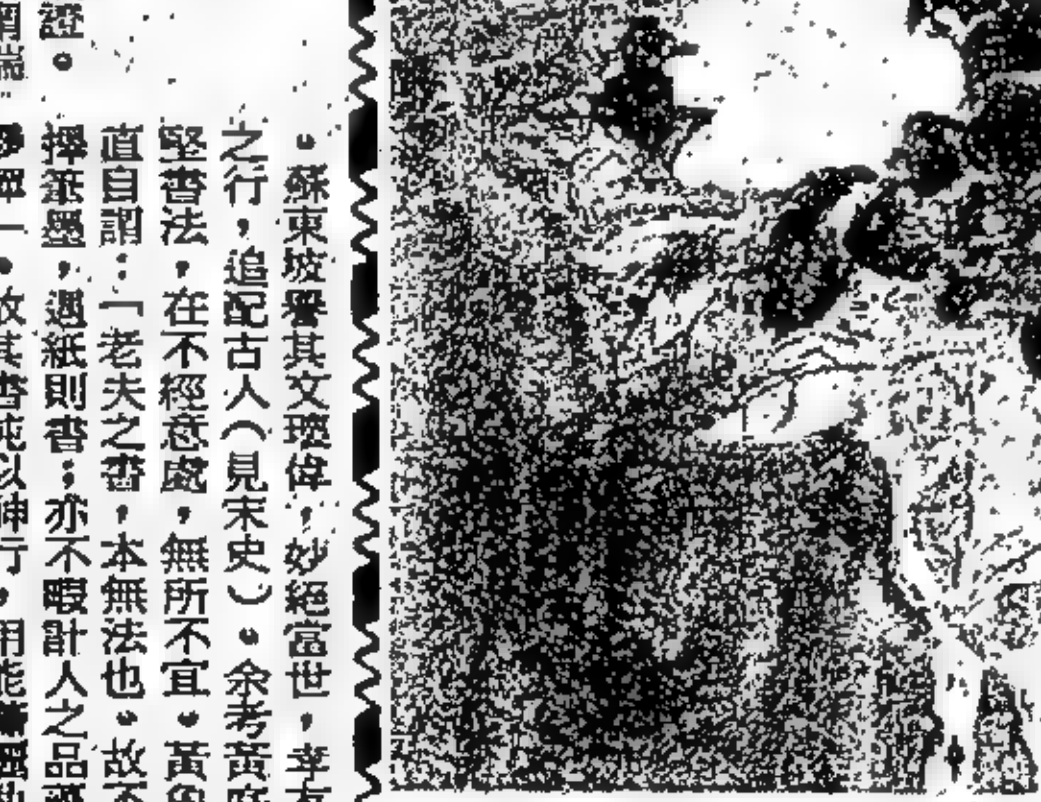 。蘇東坡譽其文瓌偉,妙絕當世,孝友
之行,追配古人(見宋史)。余考黃庭
堅書法,在不經意處,無所不宜。黃魯
直自謂:「老夫之書,本無法也。故不
擇筆墨,遇紙則書;亦不暇計人之品
證。
故其書純以神行,用能